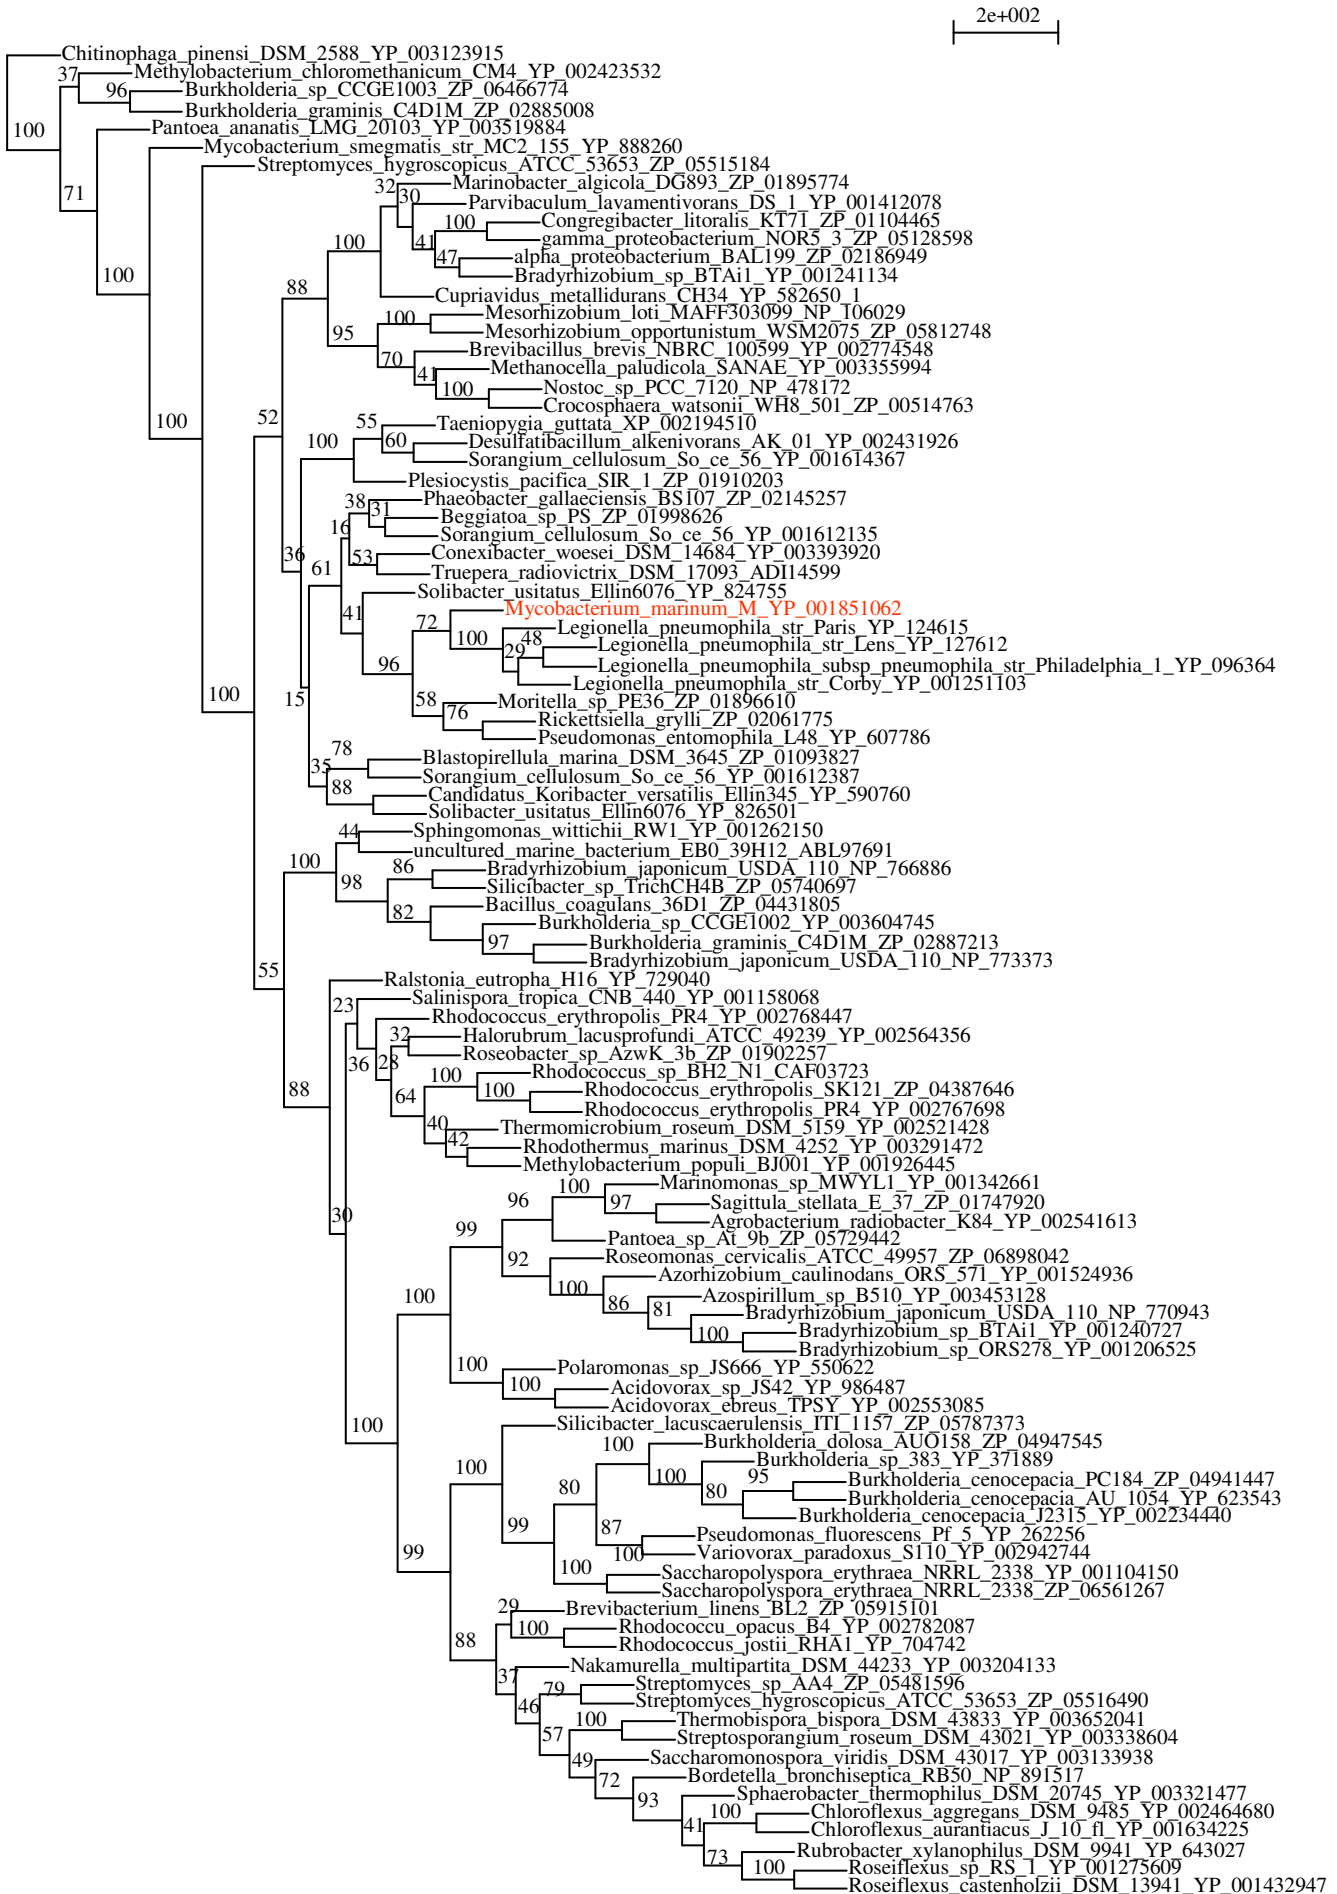 2e+002
Chitinophaga_pinensi_DSM_2588_YP_003123915
37 Methylobacterium_chloromethanicum_CM4_YP_002423532
96 Burkholderia_sp_CCGE1003_ZP_06466774
Burkholderia_graminis_C4D1M_ZP_02885008
100 Pantoea_ananatis_LMG_20103_YP_003519884
Mycobacterium_smegmatis_str_MC2_155_YP_888260
Streptomyces_hygroscopicus_ATCC_53653_ZP_05515184
32 Marinobacter_algicola_DG893_ZP_01895774
71 30 Parvibaculum_lavamentivorans_DS_1_YP_001412078
100 Congregibacter_litoralis_KT71_ZP_01104465
100 41 gamma_proteobacterium_NOR5_3_ZP_05128598
47 alpha_proteobacterium_BAL199_ZP_02186949
100 Bradyrhizobium_sp_BTAi1_YP_001241134
88 Cupriavidus_metallidurans_CH34_YP_582650_1
100 Mesorhizobium_loti_MAFF303099_NP_106029
95 Mesorhizobium_opportunistum_WSM2075_ZP_05812748
70 Brevibacillus_brevis_NBRC_100599_YP_002774548
41 Methanocella_paludicola_SANAE_YP_003355994
100 Nostoc_sp_PCC_7120_NP_478172
Crocosphaera_watsonii_WH8_501_ZP_00514763
100 52 55 Taeniopygia_guttata_XP_002194510
100 60 Desulfatibacillum_alkenivorans_AK_01_YP_002431926
Sorangium_cellulosum_So_ce_56_YP_001614367
Plesiocystis_pacifica_SIR_1_ZP_01910203
38 Phaeobacter_gallaeciensis_BS107_ZP_02145257
16 31 Beggiatoa_sp_PS_ZP_01998626
Sorangium_cellulosum_So_ce_56_YP_001612135
36 53 Conexibacter_woesei_DSM_14684_YP_003393920
61 Truepera_radiovictrix_DSM_17093_ADI14599
Solibacter_usitatus_Ellin6076_YP_824755
41 Mycobacterium_marinum_M_YP_001851062
72 Legionella_pneumophila_str_Paris_YP_124615
100 48 Legionella_pneumophila_str_Lens_YP_127612
96 29 Legionella_pneumophila_subsp_pneumophila_str_Philadelphia_1_YP_096364
Legionella_pneumophila_str_Corby_YP_001251103
100 15 58 Moritella_sp_PE36_ZP_01896610
76 Rickettsiella_grylli_ZP_02061775
Pseudomonas_entomophila_L48_YP_607786
78 Blastopirellula_marina_DSM_3645_ZP_01093827
35 Sorangium_cellulosum_So_ce_56_YP_001612387
88 Candidatus_Koribacter_versatilis_Ellin345_YP_590760
Solibacter_usitatus_Ellin6076_YP_826501
44 Sphingomonas_wittichii_RW1_YP_001262150
uncultured_marine_bacterium_EB0_39H12_ABL97691
100 86 Bradyrhizobium_japonicum_USDA_110_NP_766886
98 Silicibacter_sp_TrichCH4B_ZP_05740697
82 Bacillus_coagulans_36D1_ZP_04431805
Burkholderia_sp_CCGE1002_YP_003604745
97 Burkholderia_graminis_C4D1M_ZP_02887213
Bradyrhizobium_japonicum_USDA_110_NP_773373
55 Ralstonia_eutropha_H16_YP_729040
23 Salinispora_tropica_CNB_440_YP_001158068
Rhodococcus_erythropolis_PR4_YP_002768447
32 Halorubrum_lacusprofundi_ATCC_49239_YP_002564356
36 28 Roseobacter_sp_AzwK_3b_ZP_01902257
100 Rhodococcus_sp_BH2_N1_CAF03723
88 64 100 Rhodococcus_erythropolis_SK121_ZP_04387646
Rhodococcus_erythropolis_PR4_YP_002767698
40 Thermomicrobium_roseum_DSM_5159_YP_002521428
42 Rhodothermus_marinus_DSM_4252_YP_003291472
Methylobacterium_populi_BJ001_YP_001926445
100 Marinomonas_sp_MWYL1_YP_001342661
96 97 Sagittula_stellata_E_37_ZP_01747920
30 Agrobacterium_radiobacter_K84_YP_002541613
99 Pantoea_sp_At_9b_ZP_05729442
92 Roseomonas_cervicalis_ATCC_49957_ZP_06898042
100 Azorhizobium_caulinodans_ORS_571_YP_001524936
100 86 Azospirillum_sp_B510_YP_003453128
81 Bradyrhizobium_japonicum_USDA_110_NP_770943
100 Bradyrhizobium_sp_BTAi1_YP_001240727
Bradyrhizobium_sp_ORS278_YP_001206525
100 Polaromonas_sp_JS666_YP_550622
100 Acidovorax_sp_JS42_YP_986487
Acidovorax_ebreus_TPSY_YP_002553085
100 Silicibacter_lacuscaerulensis_ITI_1157_ZP_05787373
100 Burkholderia_dolosa_AUO158_ZP_04947545
100 100 Burkholderia_sp_383_YP_371889
80 80 95 Burkholderia_cenocepacia_PC184_ZP_04941447
Burkholderia_cenocepacia_AU_1054_YP_623543
Burkholderia_cenocepacia_J2315_YP_002234440
99 87 Pseudomonas_fluorescens_Pf_5_YP_262256
99 100 Variovorax_paradoxus_S110_YP_002942744
100 Saccharopolyspora_erythraea_NRRL_2338_YP_001104150
Saccharopolyspora_erythraea_NRRL_2338_ZP_06561267
29 Brevibacterium_linens_BL2_ZP_05915101
100 Rhodococcu_opacus_B4_YP_002782087
88 Rhodococcus_jostii_RHA1_YP_704742
37 Nakamurella_multipartita_DSM_44233_YP_003204133
79 Streptomyces_sp_AA4_ZP_05481596
46 Streptomyces_hygroscopicus_ATCC_53653_ZP_05516490
100 Thermobispora_bispora_DSM_43833_YP_003652041
57 Streptosporangium_roseum_DSM_43021_YP_003338604
49 Saccharomonospora_viridis_DSM_43017_YP_003133938
72 Bordetella_bronchiseptica_RB50_NP_891517
93 Sphaerobacter_thermophilus_DSM_20745_YP_003321477
100 Chloroflexus_aggregans_DSM_9485_YP_002464680
41 Chloroflexus_aurantiacus_J_10_fl_YP_001634225
73 Rubrobacter_xylanophilus_DSM_9941_YP_643027
100 Roseiflexus_sp_RS_1_YP_001275609
Roseiflexus_castenholzii_DSM_13941_YP_001432947